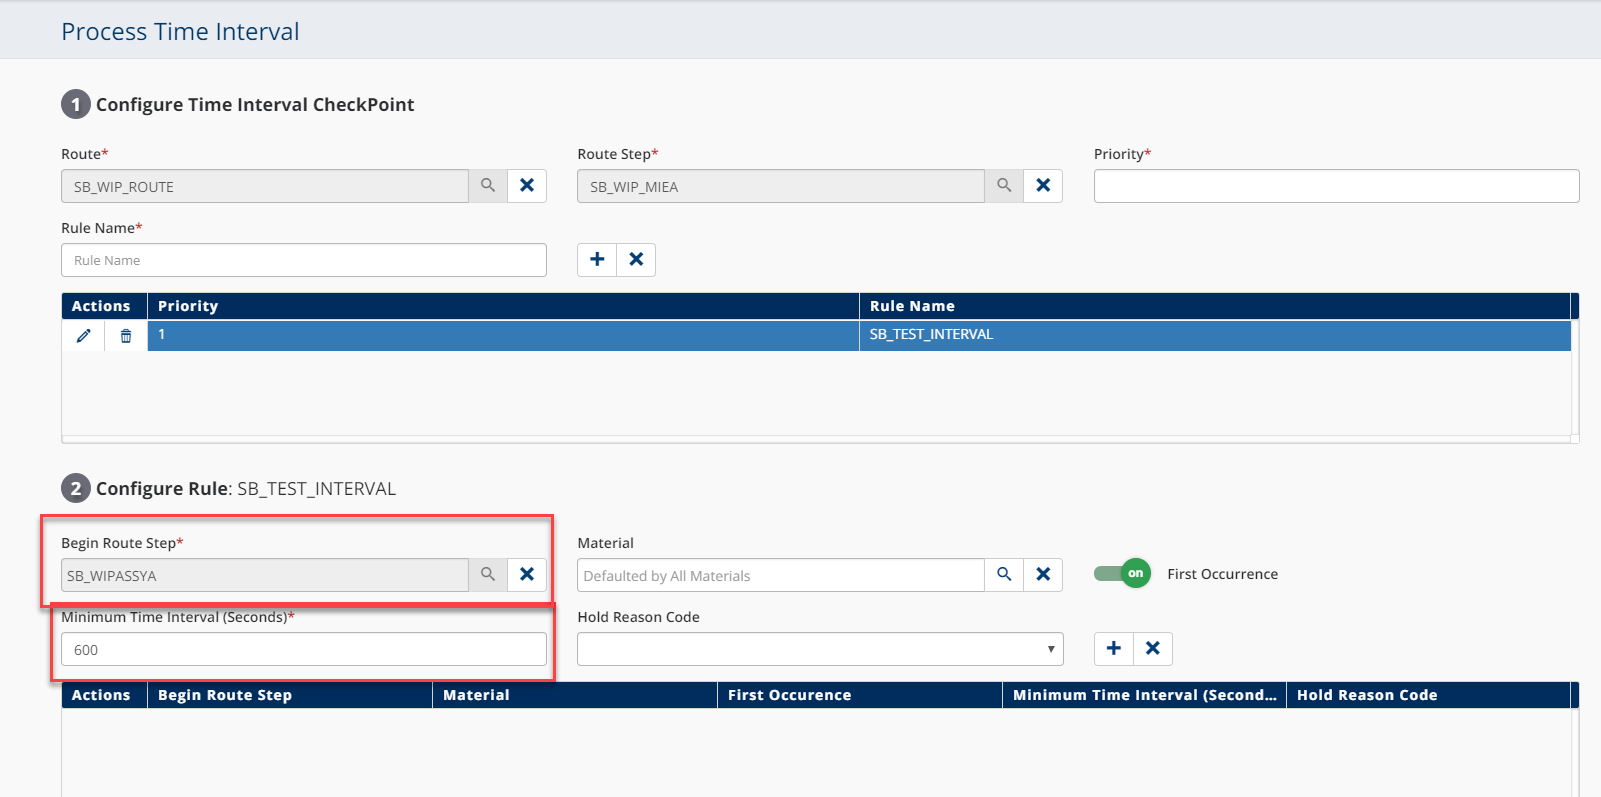 Process Time Interval
1 Configure Time Interval CheckPoint
Route* Route Step* Priority*
SB_WIP_ROUTE SB_WIP_MIEA
Rule Name*
Rule Name
Actions Priority Rule Name
1 SB_TEST_INTERVAL
2 Configure Rule: SB_TEST_INTERVAL
Begin Route Step* Material
SB_WIPASSYA Defaulted by All Materials on First Occurrence
Minimum Time Interval (Seconds)* Hold Reason Code
600
Actions Begin Route Step Material First Occurence Minimum Time Interval (Second... Hold Reason Code